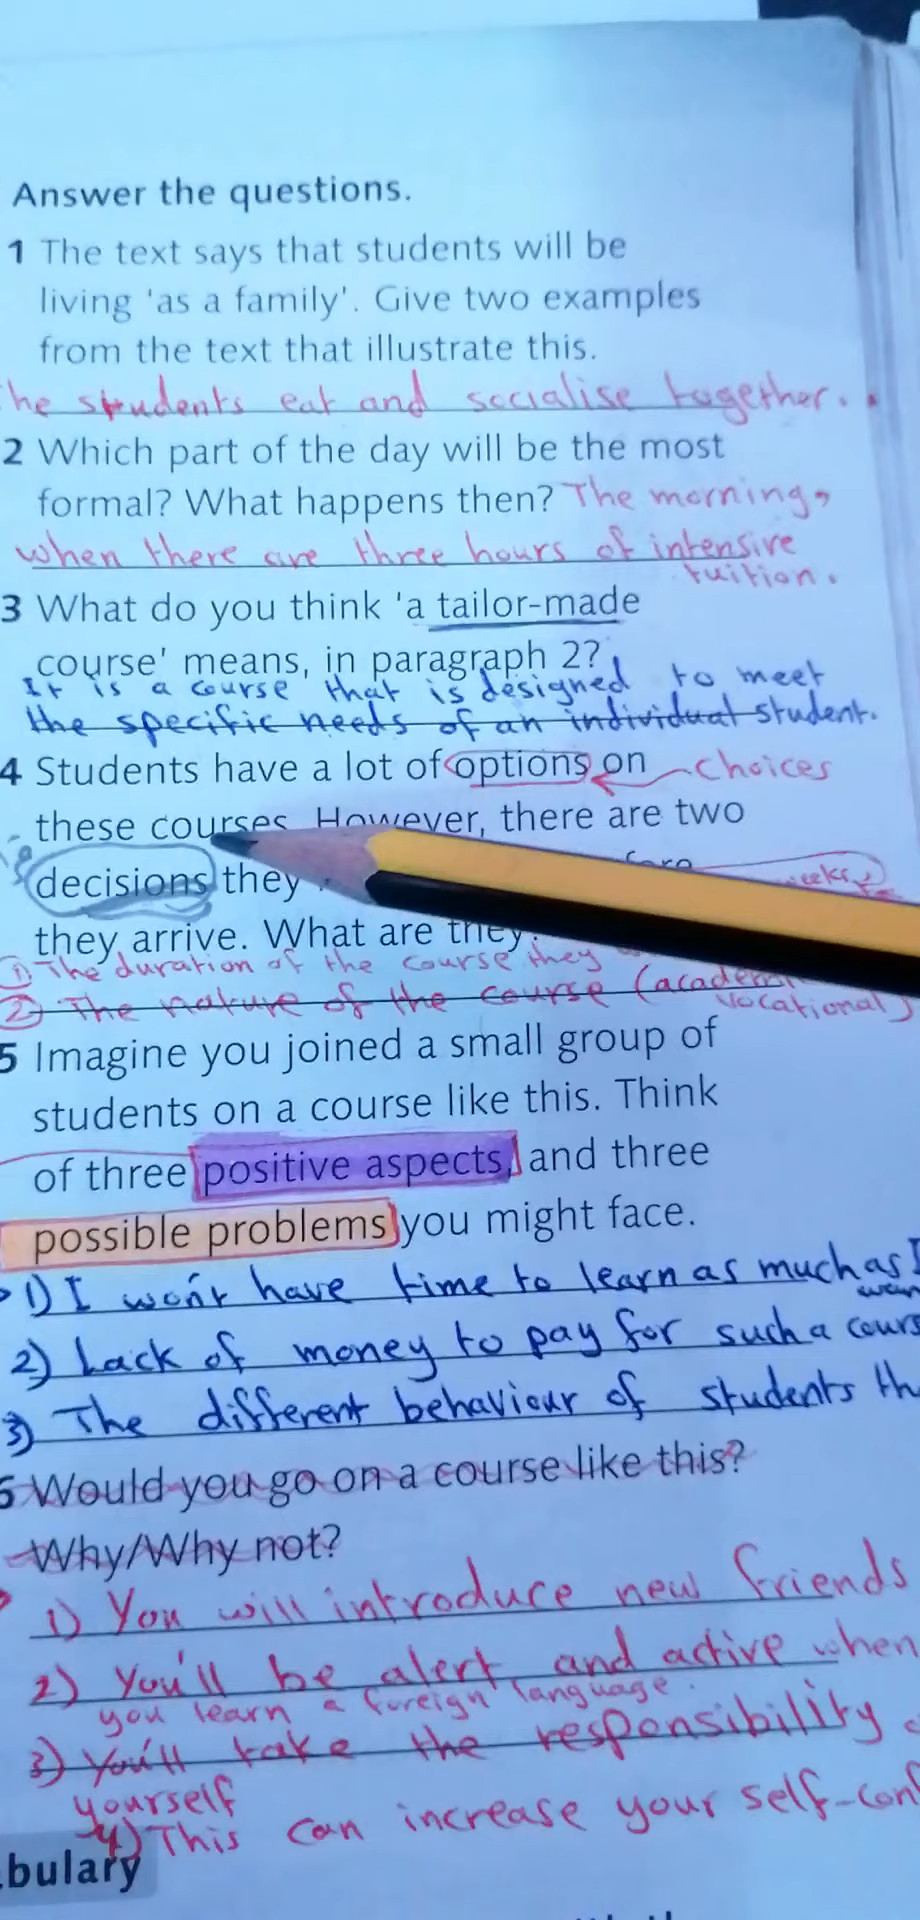 Answer the questions.
1 The text says that students will be
living 'as a family'. Give two examples
from the text that illustrate this.
he students eat and socialise together.
2 Which part of the day will be the most
formal? What happens then? The morning,
when there are three hours of intensive
tuition.
3 What do you think 'a tailor-made
course' means, in paragraph 2?
It is a course that is designed to meet
the specific needs of an individual student.
4 Students have a lot of options on choices
these courses. However, there are two
decisions they
they arrive. What are they?
① The duration of the course they
② The nature of the course (academ
vocational)
5 Imagine you joined a small group of
students on a course like this. Think
of three positive aspects, and three
possible problems you might face.
1) I won't have time to learn as much as I
2) Lack of money to pay for such a cours
3) The different behaviour of students th
6 Would you go on a course like this?
Why/Why not?
1) You will introduce new friends
2) You'll be alert and active when
you learn a foreign language.
3) You'll take the responsibility
yourself
4) This can increase your self-conf
bulary